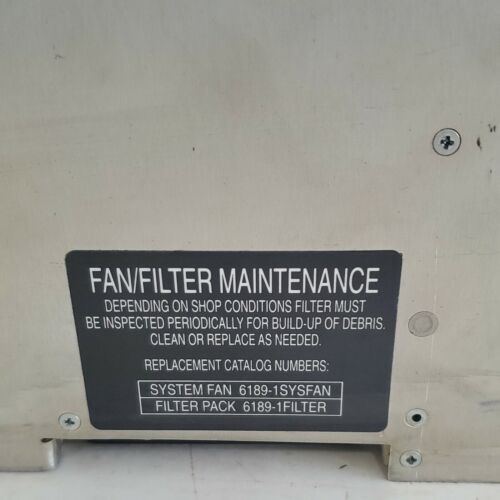 FAN/FILTER MAINTENANCE
DEPENDING ON SHOP CONDITIONS FILTER MUST
BE INSPECTED PERIODICALLY FOR BUILD-UP OF DEBRIS.
CLEAN OR REPLACE AS NEEDED.
REPLACEMENT CATALOG NUMBERS:
SYSTEM FAN 6189-1SYSFAN
FILTER PACK 6189-1FILTER